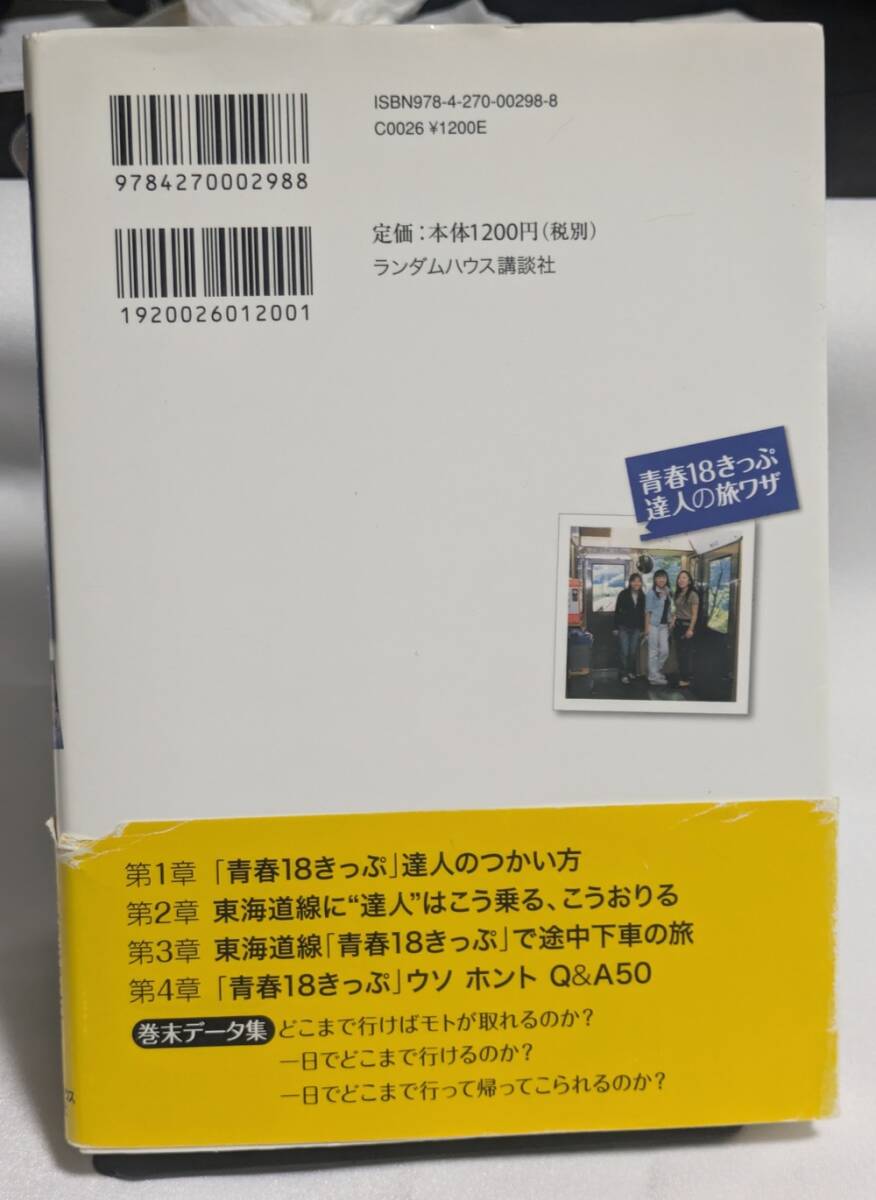 ISBN978-4-270-00298-8
C0026 ¥1200E
9784270002988
定価：本体1200円（税別）
ランダムハウス講談社
1920026012001
青春18きっぷ
達人の旅ワザ
第1章 「青春18きっぷ」達人のつかい方
第2章 東海道線に“達人”はこう乗る、こうおりる
第3章 東海道線「青春18きっぷ」で途中下車の旅
第4章 「青春18きっぷ」ウソ ホント Q&A50
巻末データ集 どこまで行けばモトが取れるのか？
一日でどこまで行けるのか？
一日でどこまで行って帰ってこられるのか？